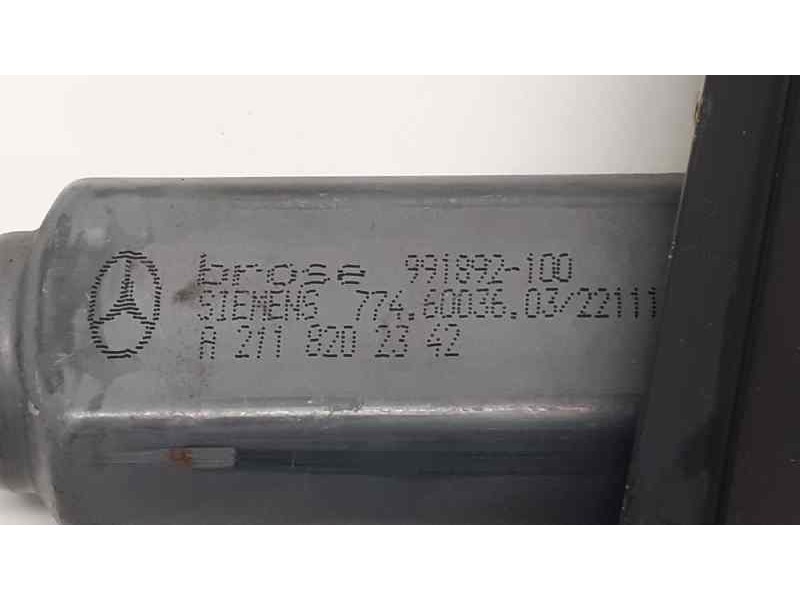 brose 991892-100
SIEMENS 774.60036.03/22111
A 211 820 23 42